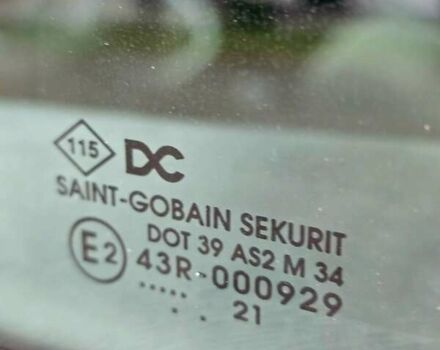 115 DC
SAINT-GOBAIN SEKURIT
DOT 39 AS2 M 34
E2 43R-000929
..... 
. . 21